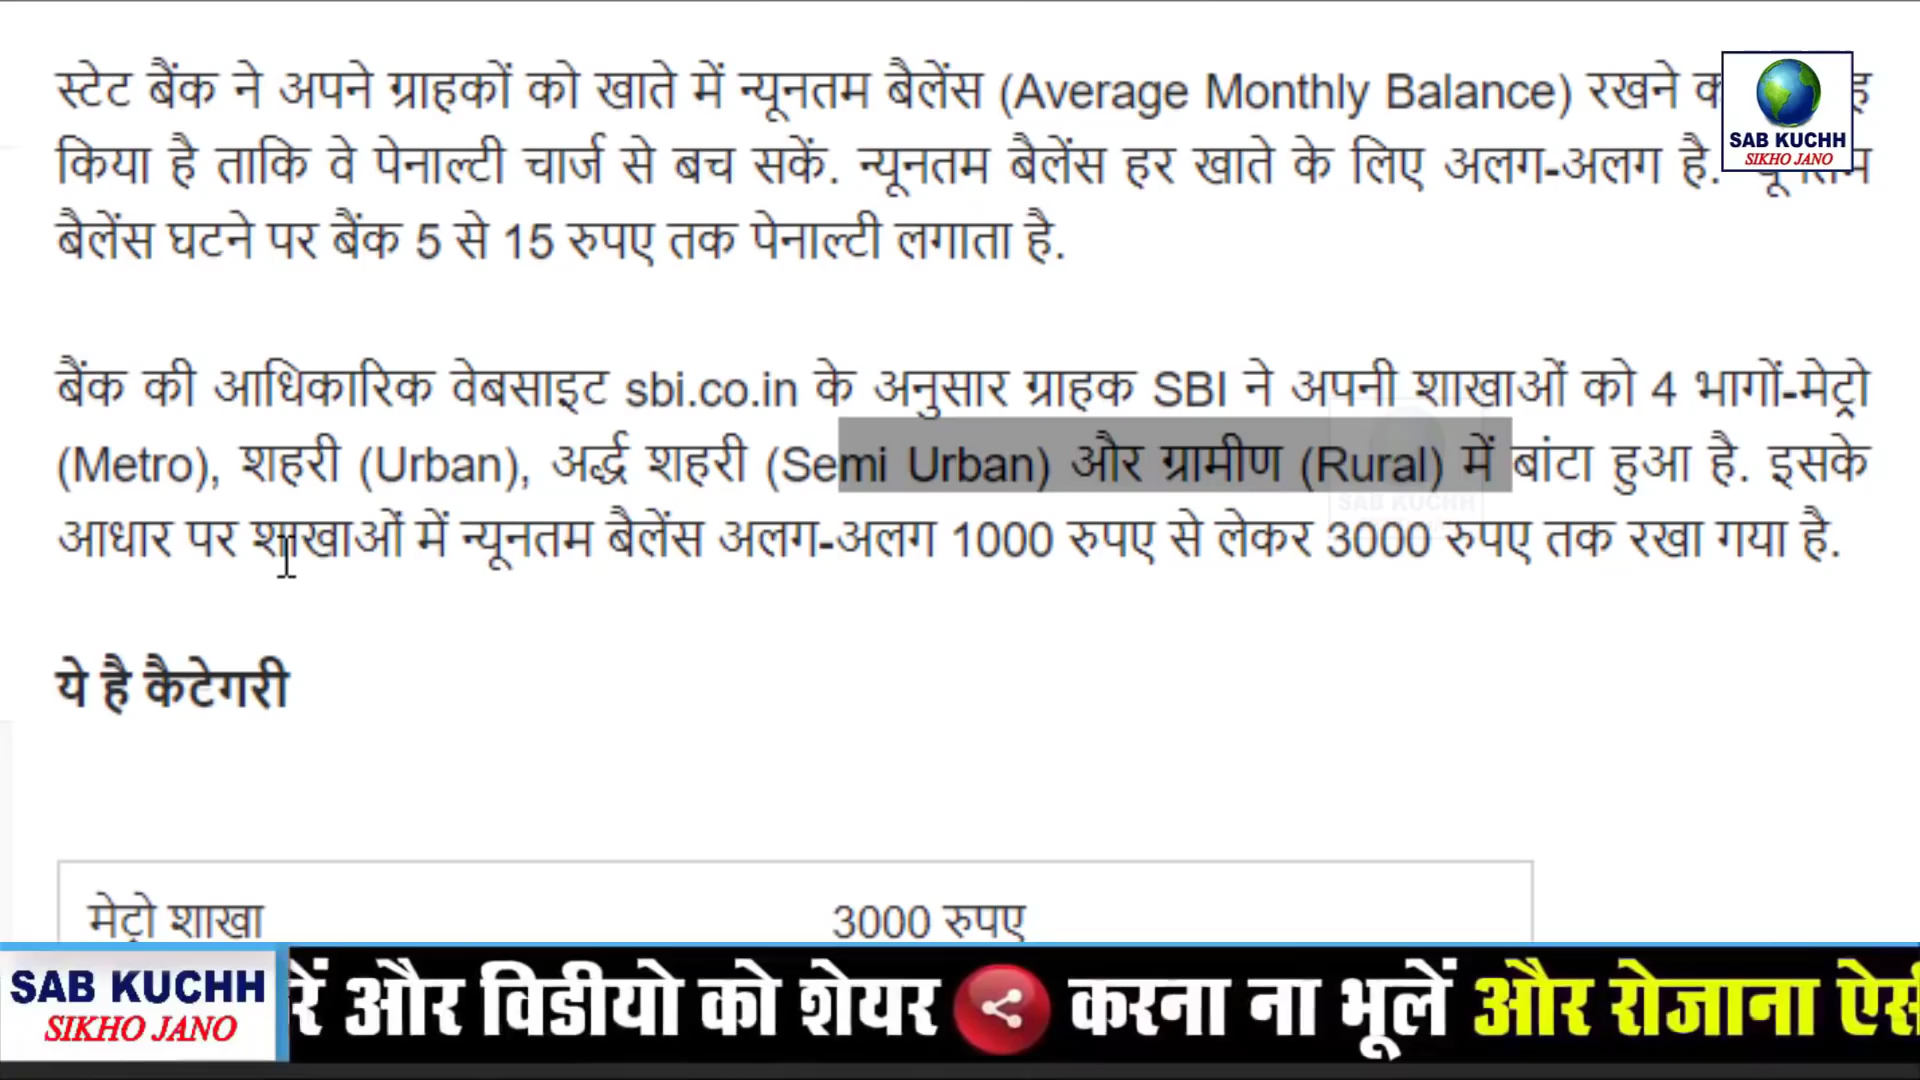 स्टेट बैंक ने अपने ग्राहकों को खाते में न्यूनतम बैलेंस (Average Monthly Balance) रखने
किया है ताकि वे पेनाल्टी चार्ज से बच सकें. न्यूनतम बैलेंस हर खाते के लिए अलग-अलग है.
बैलेंस घटने पर बैंक 5 से 15 रुपए तक पेनाल्टी लगाता है.
SAB KUCHH
SIKHO JANO
बैंक की आधिकारिक वेबसाइट sbi.co.in के अनुसार ग्राहक SBI ने अपनी शाखाओं को 4 भागों-मेट्रो
(Metro), शहरी (Urban), अर्द्ध शहरी (Semi Urban) और ग्रामीण (Rural) में बांटा हुआ है. इसके
आधार पर शाखाओं में न्यूनतम बैलेंस अलग-अलग 1000 रुपए से लेकर 3000 रुपए तक रखा गया है.
ये है कैटेगरी
मेट्रो शाखा 3000 रुपए
SAB KUCHH
SIKHO JANO
और विडीयो को शेयर करना ना भूलें और रोजाना